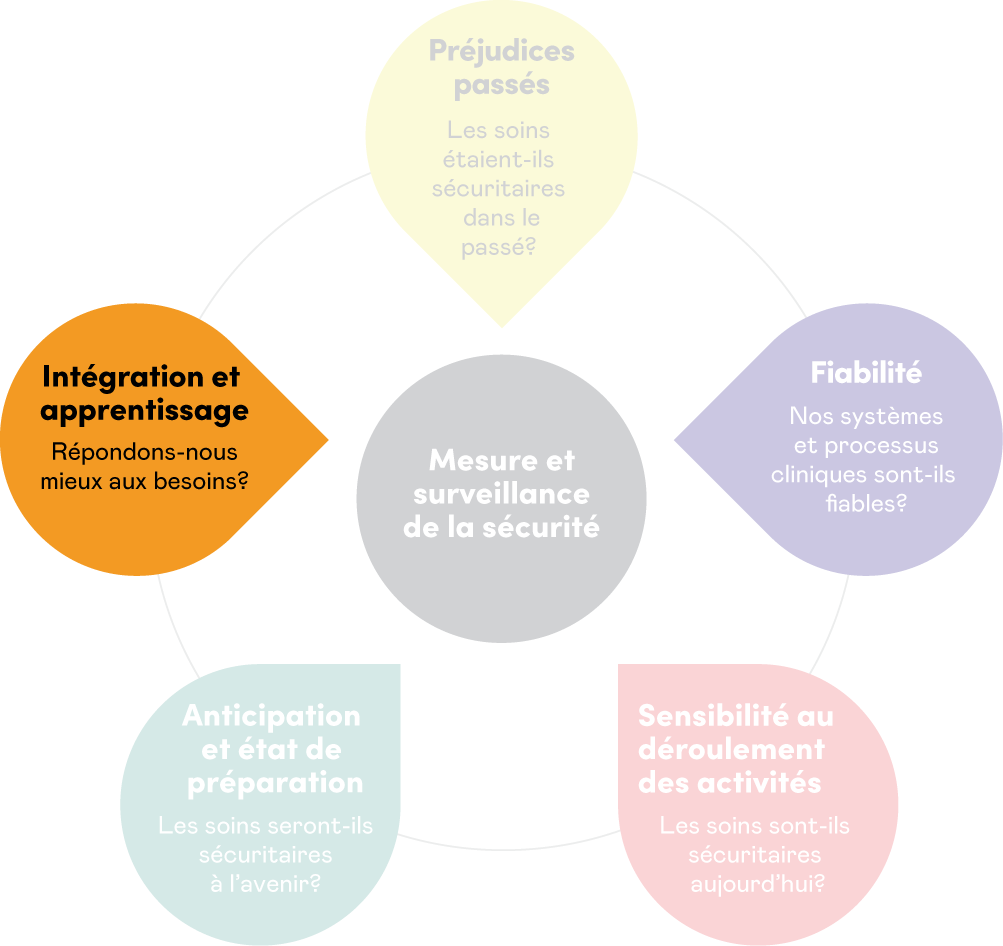 Préjudices
passés
Les soins
étaient-ils
sécuritaires
dans le
passé?
Fiabilité
Nos systèmes
et processus
cliniques sont-ils
fiables?
Sensibilité au
déroulement
des activités
Les soins sont-ils
sécuritaires
aujourd’hui?
Anticipation
et état de
préparation
Les soins seront-ils
sécuritaires
à l’avenir?
Intégration et
apprentissage
Répondons-nous
mieux aux besoins?
Mesure et
surveillance
de la sécurité